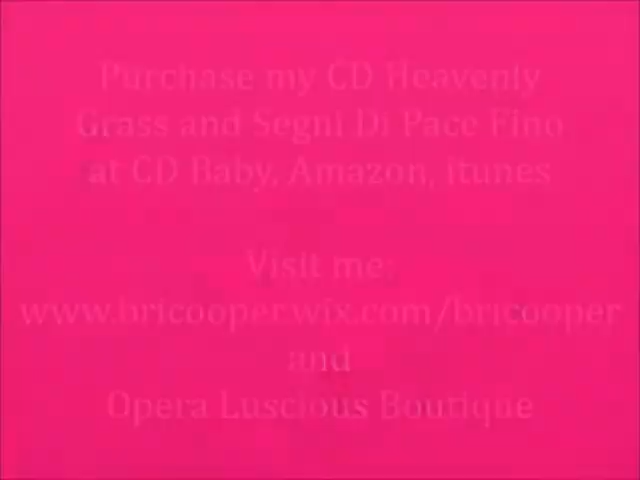 Purchase my CD Heavenly
Grass and Segni Di Pace Fino
at CD Baby, Amazon, itunes
Visit me:
www.bricooper.wix.com/bricooper
and
Opera Luscious Boutique